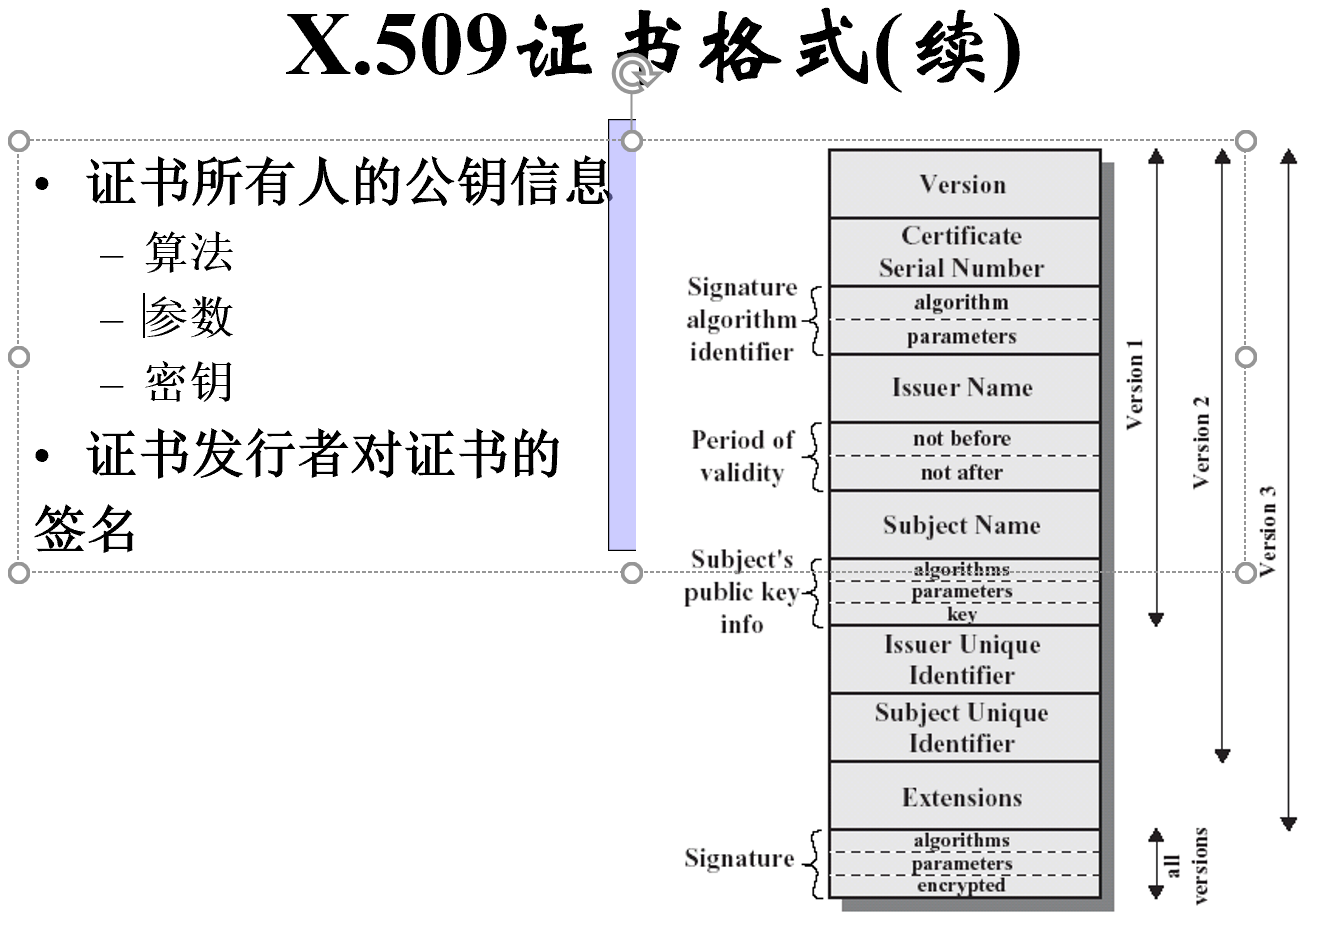 X.509证书格式(续)
• 证书所有人的公钥信息
– 算法
– 参数
– 密钥
• 证书发行者对证书的
签名
Version
Certificate
Serial Number
Signature
algorithm
identifier
algorithm
parameters
Issuer Name
Period of
validity
not before
not after
Subject Name
Subject's
public key
info
algorithms
parameters
key
Issuer Unique
Identifier
Subject Unique
Identifier
Extensions
Signature
algorithms
parameters
encrypted
Version 1
Version 2
Version 3
all
versions